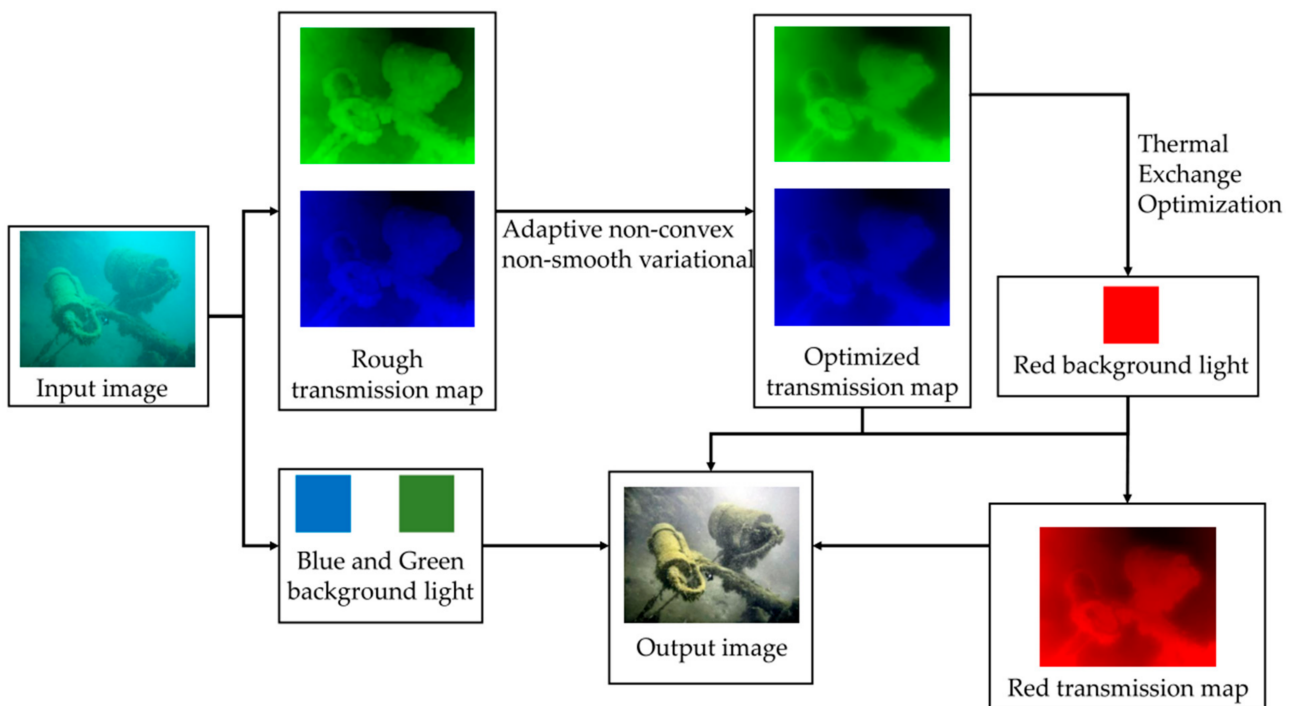 Rough
transmission map
Adaptive non-convex
non-smooth variational
Optimized
transmission map
Thermal
Exchange
Optimization
Input image
Red background light
Blue and Green
background light
Output image
Red transmission map